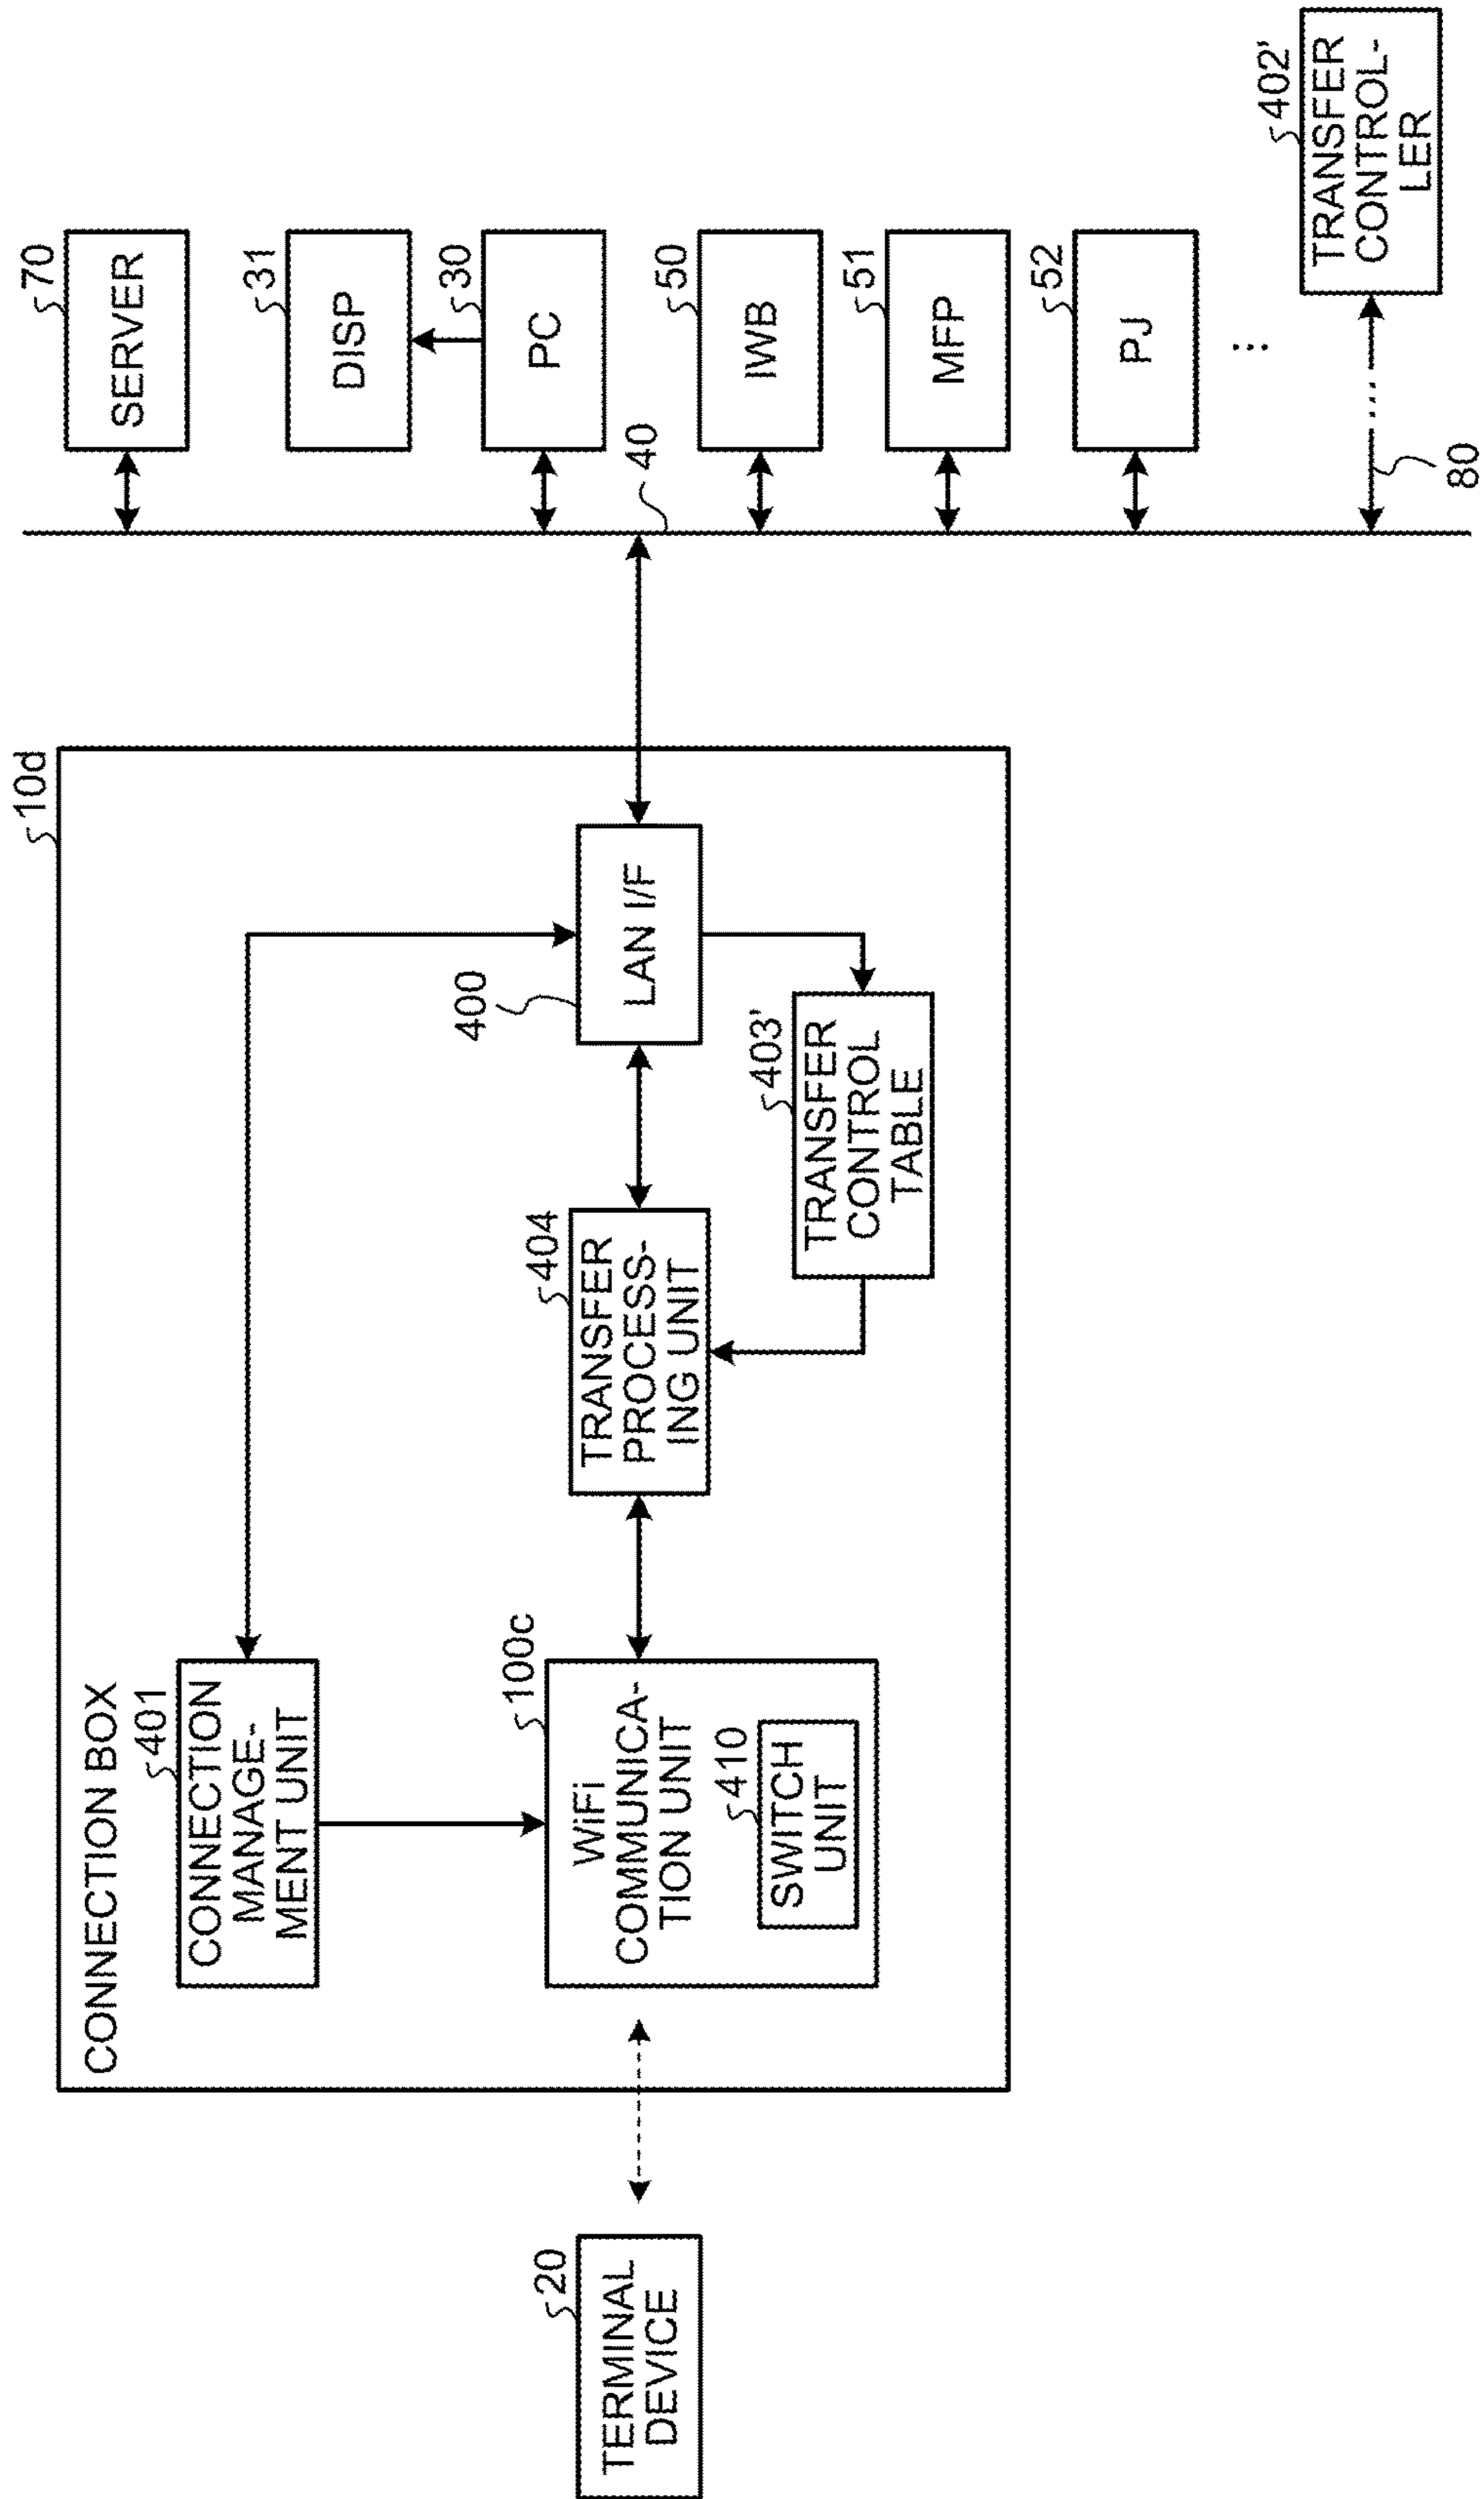 10d
CONNECTION BOX
401
CONNECTION
MANAGE-
MENT UNIT
20
TERMINAL
DEVICE
100c
WiFi
COMMUNICA-
TION UNIT
410
SWITCH
UNIT
404
TRANSFER
PROCESS-
ING UNIT
400
LAN I/F
403'
TRANSFER
CONTROL
TABLE
40
70
SERVER
31
DISP
30
PC
50
IWB
51
MFP
52
PJ
...
80
...
402'
TRANSFER
CONTROL-
LER